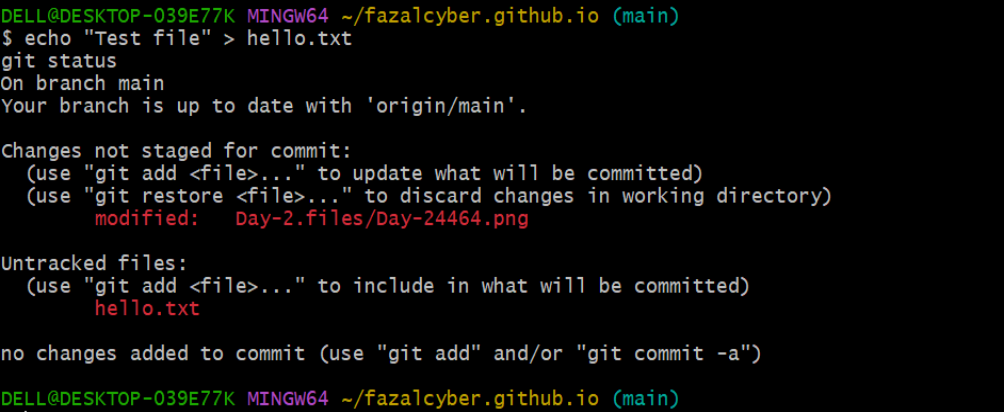 DELL@DESKTOP-O39E77K MINGW64 ~/fazalcyber.github.io (main)
$ echo "Test file" > hello.txt
git status
On branch main
Your branch is up to date with 'origin/main'.
Changes not staged for commit:
(use "git add <file>..." to update what will be committed)
(use "git restore <file>..." to discard changes in working directory)
modified: Day-2.files/Day-24464.png
Untracked files:
(use "git add <file>..." to include in what will be committed)
hello.txt
no changes added to commit (use "git add" and/or "git commit -a")
DELL@DESKTOP-O39E77K MINGW64 ~/fazalcyber.github.io (main)